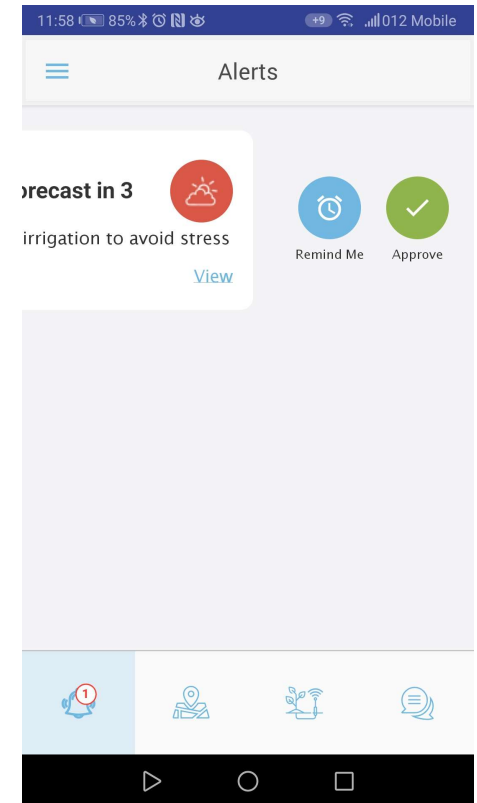 11:58 85% +9 012 Mobile
Alerts
orecast in 3
irrigation to avoid stress
View
Remind Me Approve
1